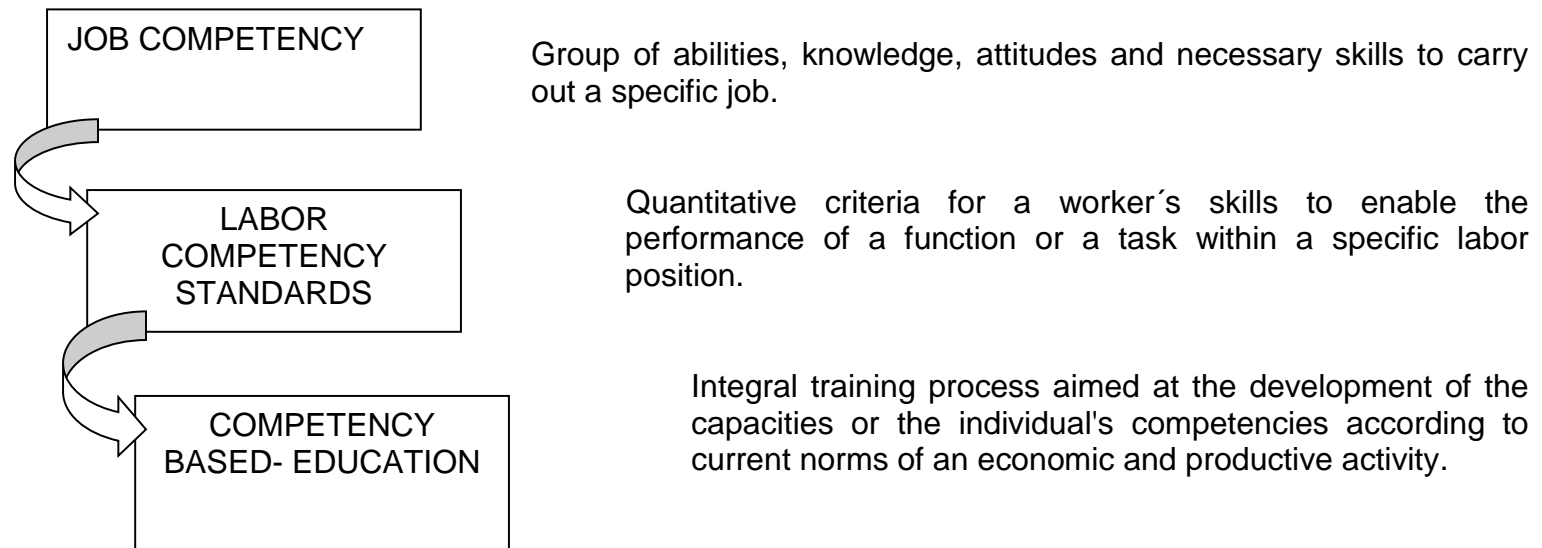 JOB COMPETENCY
Group of abilities, knowledge, attitudes and necessary skills to carry
out a specific job.
LABOR
COMPETENCY
STANDARDS
Quantitative criteria for a worker´s skills to enable the
performance of a function or a task within a specific labor
position.
COMPETENCY
BASED- EDUCATION
Integral training process aimed at the development of the
capacities or the individual's competencies according to
current norms of an economic and productive activity.